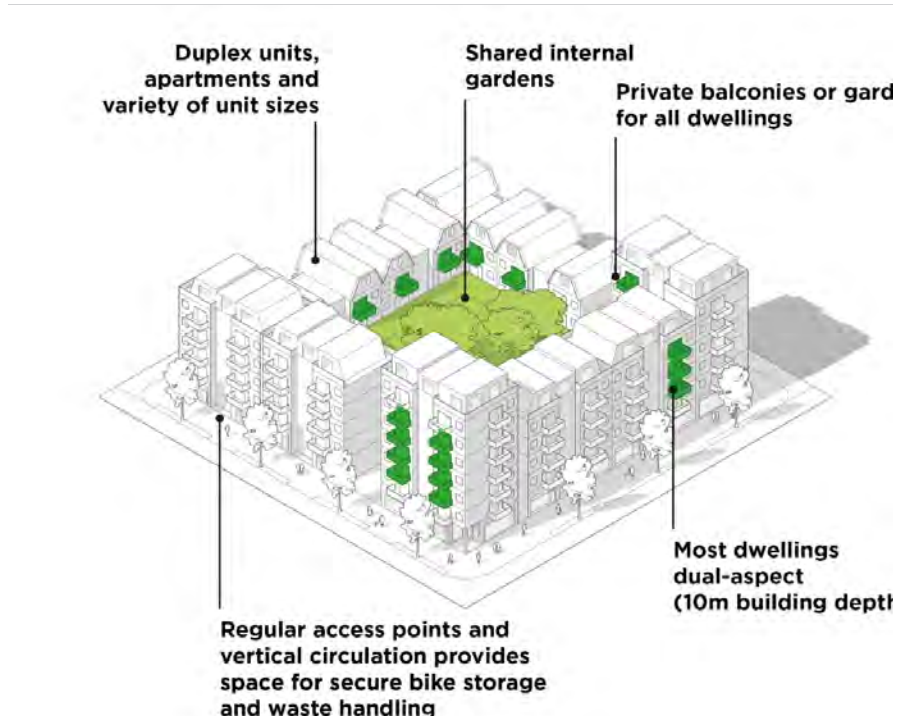 Duplex units,
apartments and
variety of unit sizes
Shared internal
gardens
Private balconies or gard
for all dwellings
Most dwellings
dual-aspect
(10m building depth
Regular access points and
vertical circulation provides
space for secure bike storage
and waste handling